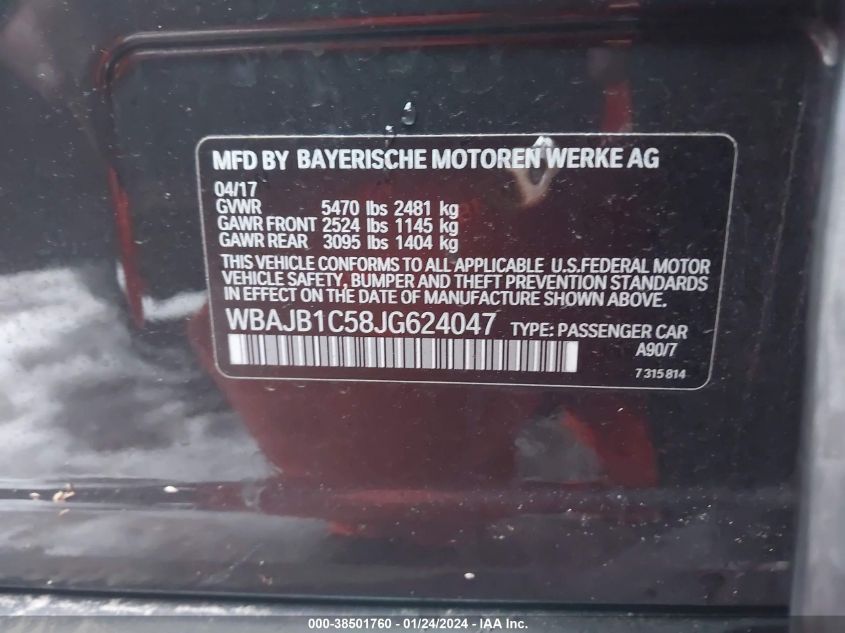 MFD BY BAYERISCHE MOTOREN WERKE AG
04/17
GVWR 5470 lbs 2481 kg
GAWR FRONT 2524 lbs 1145 kg
GAWR REAR 3095 lbs 1404 kg
THIS VEHICLE CONFORMS TO ALL APPLICABLE U.S.FEDERAL MOTOR
VEHICLE SAFETY, BUMPER AND THEFT PREVENTION STANDARDS
IN EFFECT ON THE DATE OF MANUFACTURE SHOWN ABOVE.
WBAJB1C58JG624047 TYPE: PASSENGER CAR
A90/7
7 315 814
000-38501760 — 01/24/2024 — IAA Inc.